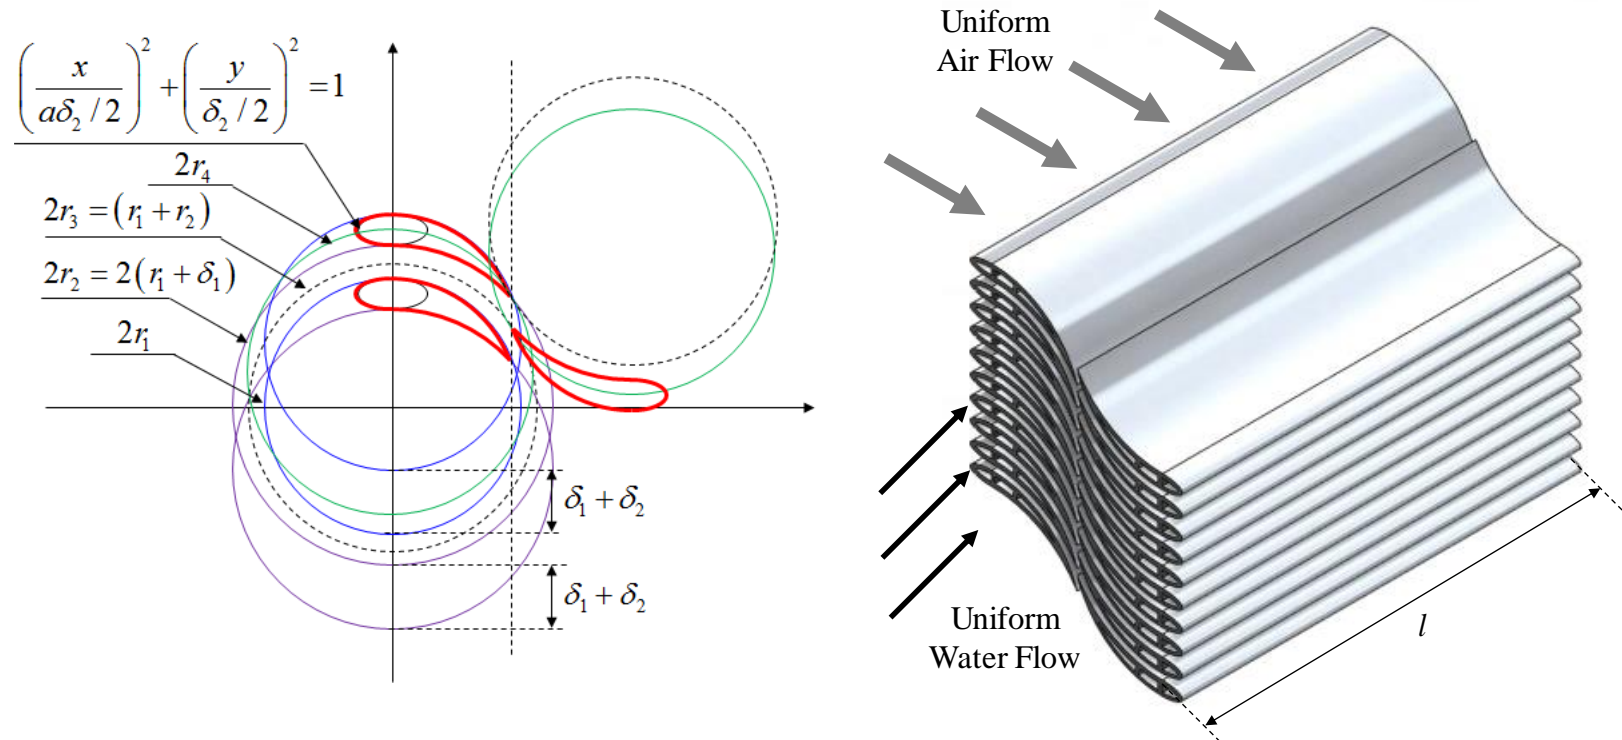 (x / (aδ₂/2))² + (y / (δ₂/2))² = 1
2r₄
2r₃ = (r₁ + r₂)
2r₂ = 2(r₁ + δ₁)
2r₁
δ₁ + δ₂
δ₁ + δ₂
Uniform
Air Flow
Uniform
Water Flow
l